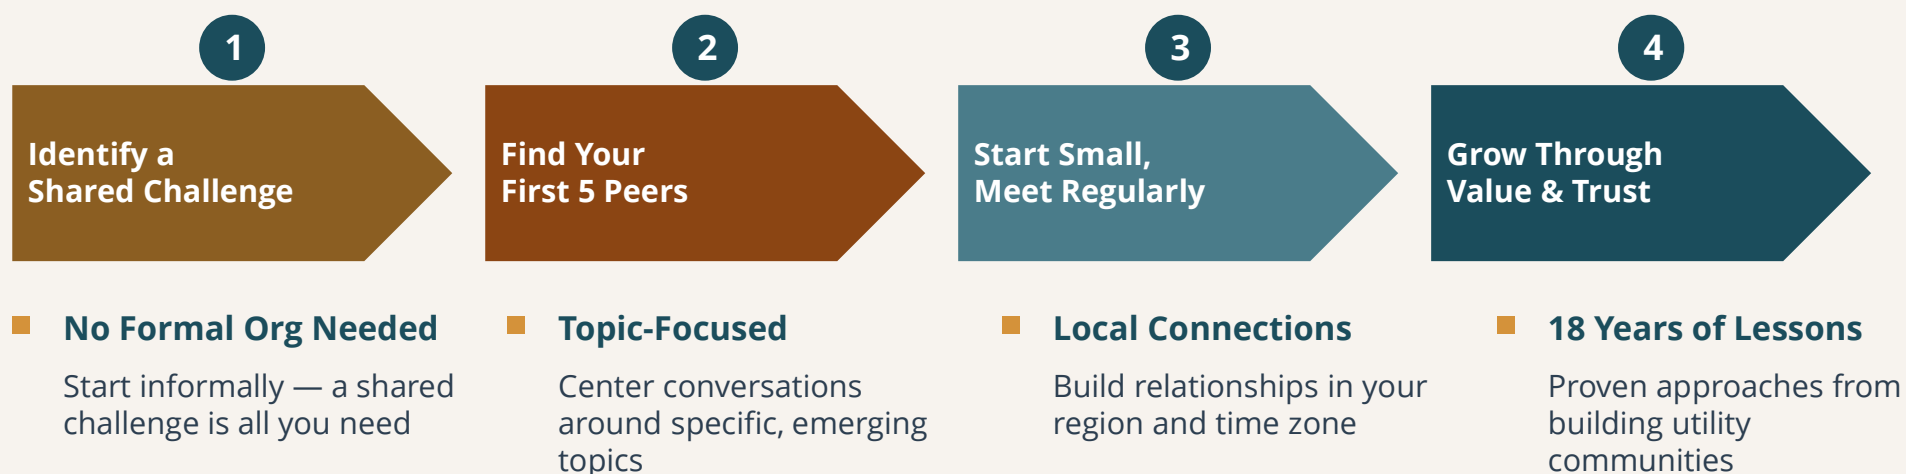 1
Identify a
Shared Challenge
2
Find Your
First 5 Peers
3
Start Small,
Meet Regularly
4
Grow Through
Value & Trust
No Formal Org Needed
Start informally — a shared
challenge is all you need
Topic-Focused
Center conversations
around specific, emerging
topics
Local Connections
Build relationships in your
region and time zone
18 Years of Lessons
Proven approaches from
building utility
communities